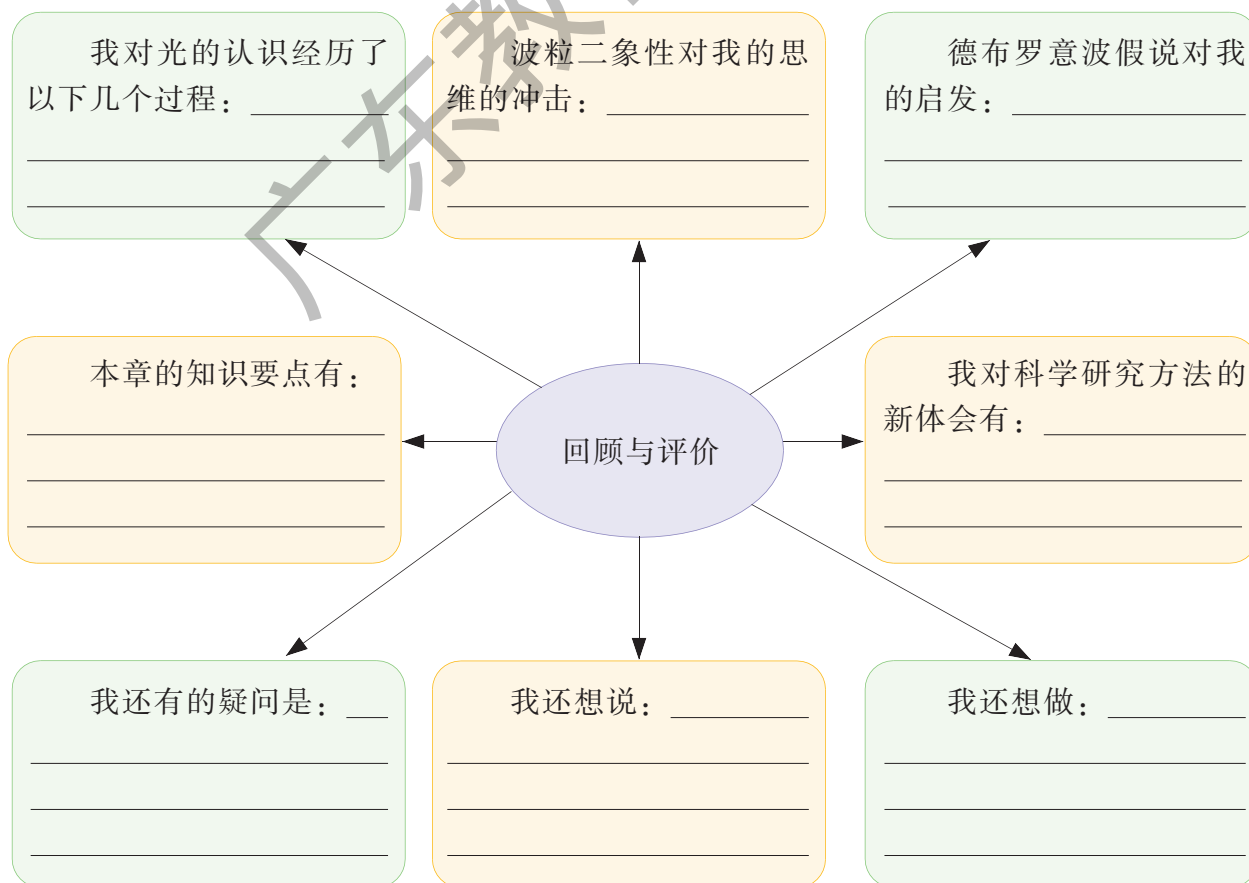 我对光的认识经历了
以下几个过程：
波粒二象性对我的思
维的冲击：
德布罗意波假说对我
的启发：
本章的知识要点有：
回顾与评价
我对科学研究方法的
新体会有：
我还有的疑问是：
我还想说：
我还想做：
广东教